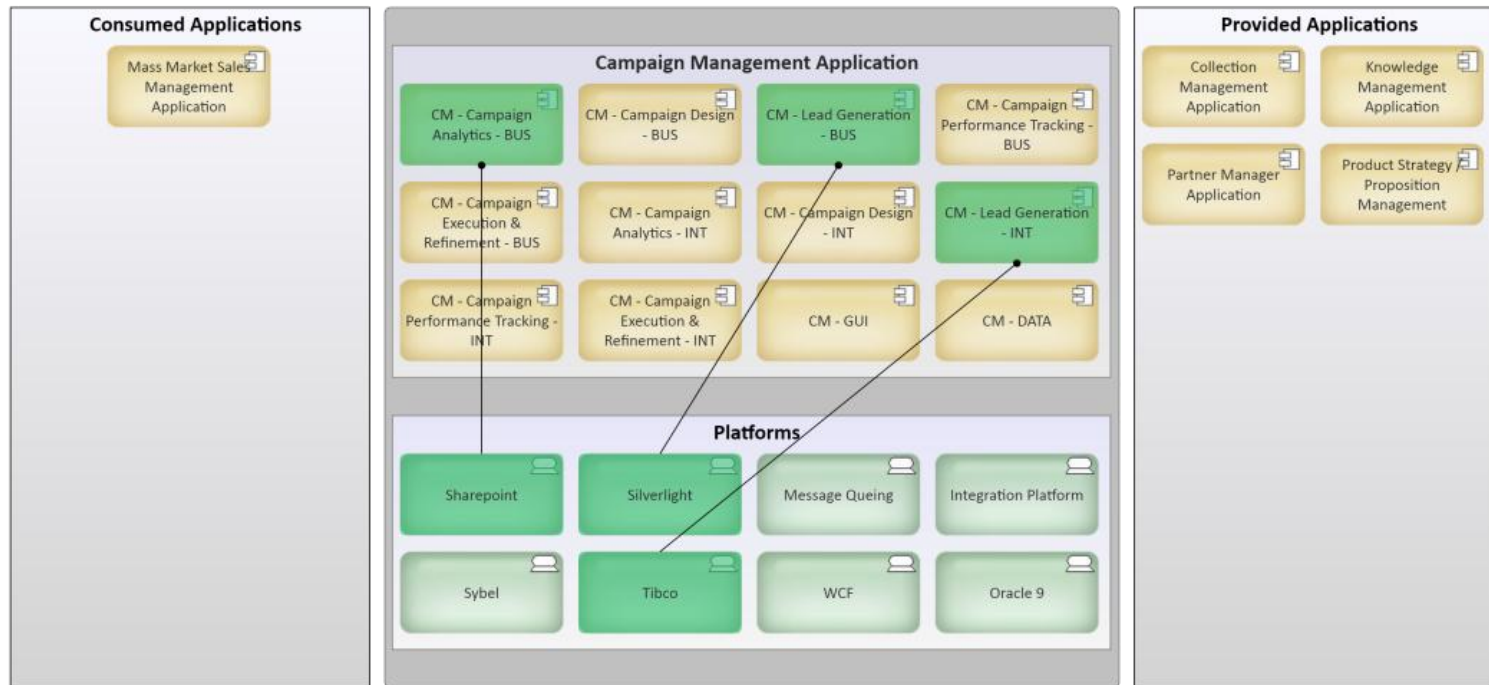 Consumed Applications
Mass Market Sales
Management
Application
Campaign Management Application
CM - Campaign
Analytics - BUS
CM - Campaign Design
- BUS
CM - Lead Generation
- BUS
CM - Campaign
Performance Tracking -
BUS
CM - Campaign
Execution &
Refinement - BUS
CM - Campaign
Analytics - INT
CM - Campaign Design
- INT
CM - Lead Generation
- INT
CM - Campaign
Performance Tracking -
INT
CM - Campaign
Execution &
Refinement - INT
CM - GUI
CM - DATA
Platforms
Sharepoint
Silverlight
Message Queing
Integration Platform
Sybel
Tibco
WCF
Oracle 9
Provided Applications
Collection
Management
Application
Knowledge
Management
Application
Partner Manager
Application
Product Strategy /
Proposition
Management